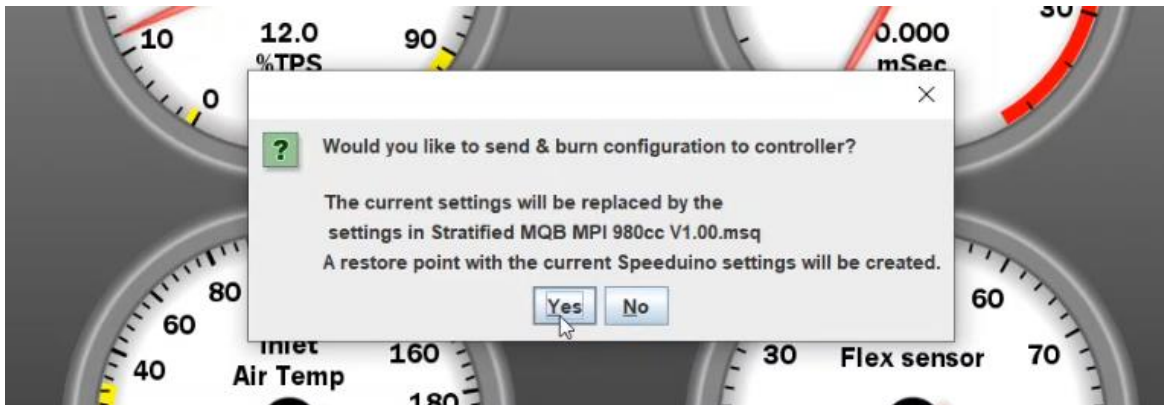 30
10
12.0
90
0.000
%TPS
mSec
0
Would you like to send & burn configuration to controller?
The current settings will be replaced by the
settings in Stratified MQB MPI 980cc V1.00.msq
A restore point with the current Speeduino settings will be created.
Yes
No
80
60
40
Inlet
Air Temp
160
180
30
Flex sensor
60
70